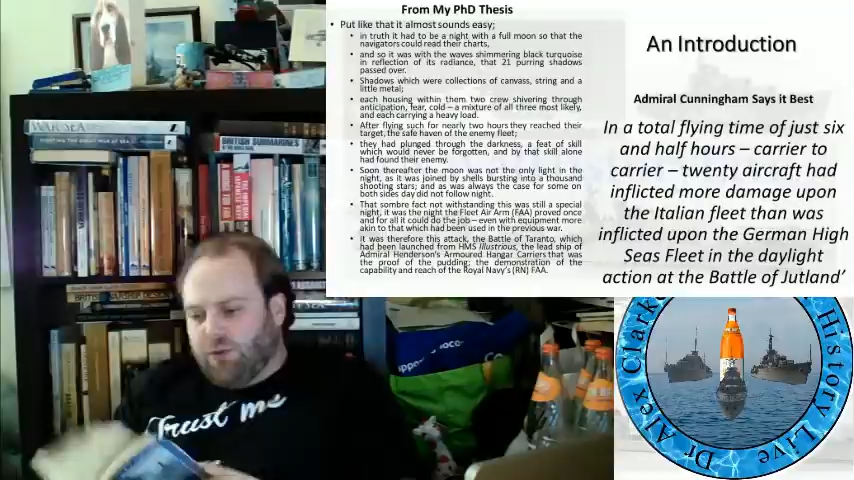 From My PhD Thesis
• Put like that it almost sounds easy;
• in truth it had to be a night with a full moon so that the
navigators could read their charts,
• and so it was with the waves shimmering black turquoise
in reflection of its radiance, that 21 purring shadows
passed over.
• Shadows which were collections of canvass, string and a
little metal;
• each housing within them two crew shivering through
anticipation, fear, cold – a mixture of all three most likely,
and each carrying a heavy load.
• After flying such for nearly two hours they reached their
target, the safe haven of the enemy fleet;
• they had plunged through the darkness, a feat of skill
which would never be forgotten, and by that skill alone
had found their enemy.
• Soon thereafter the moon was not the only light in the
night, as it was joined by shells bursting into a thousand
shooting stars; and as was always the case for some on
both sides day did not follow night.
• That sombre fact not withstanding this was still a special
night, it was the night the Fleet Air Arm (FAA) proved once
and for all it could do the job – even with equipment more
akin to that which had been used in the previous war.
• It was therefore this attack, the Battle of Taranto, which
had been launched from HMS Illustrious, the lead ship of
Admiral Henderson's Armoured Hangar Carriers that was
the proof of the pudding; the demonstration of the
capability and reach of the Royal Navy's (RN) FAA.
An Introduction
Admiral Cunningham Says it Best
In a total flying time of just six
and half hours – carrier to
carrier – twenty aircraft had
inflicted more damage upon
the Italian fleet than was
inflicted upon the German High
Seas Fleet in the daylight
action at the Battle of Jutland'
WAR SEA
BRITISH SUBMARINES
Trust me
Dr Alex Clark
History Live